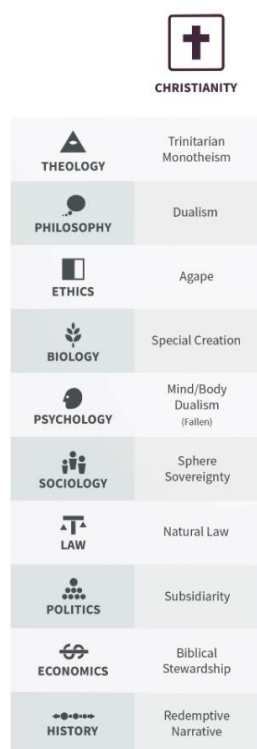 CHRISTIANITY
THEOLOGY
Trinitarian
Monotheism
PHILOSOPHY
Dualism
ETHICS
Agape
BIOLOGY
Special Creation
PSYCHOLOGY
Mind/Body
Dualism
(Fallen)
SOCIOLOGY
Sphere
Sovereignty
LAW
Natural Law
POLITICS
Subsidiarity
ECONOMICS
Biblical
Stewardship
HISTORY
Redemptive
Narrative